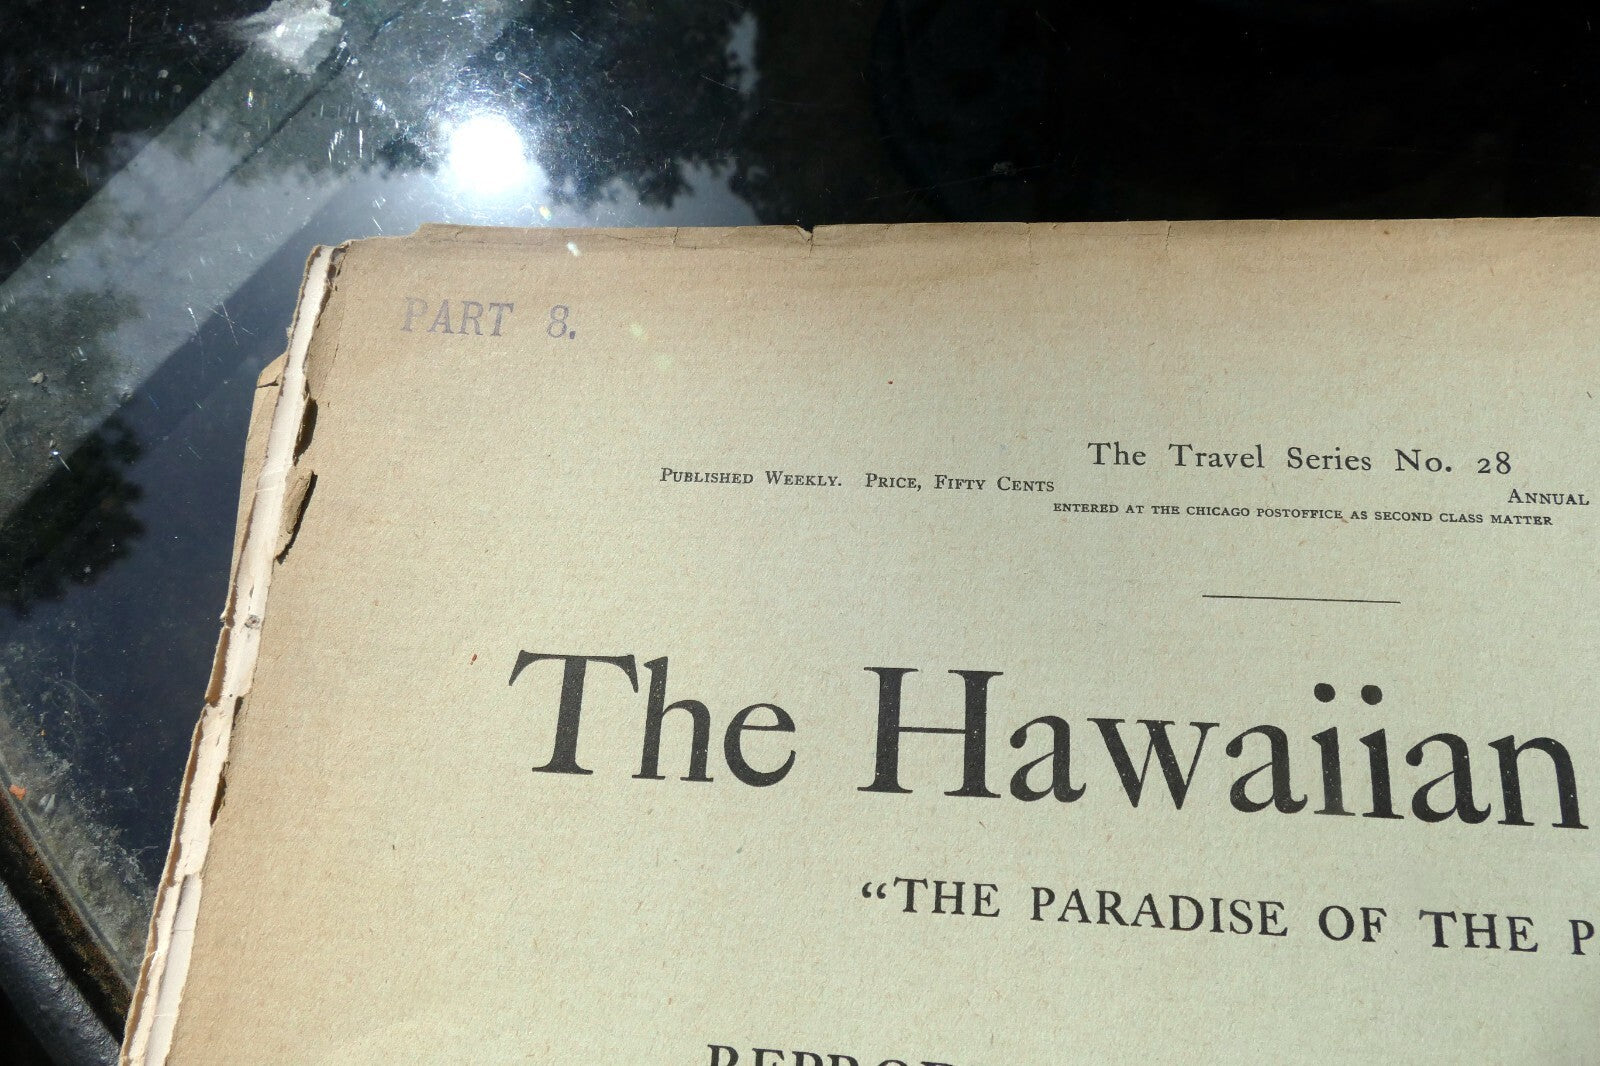 PART 8.
The Travel Series No. 28
PUBLISHED WEEKLY. PRICE, FIFTY CENTS ANNUAL
ENTERED AT THE CHICAGO POSTOFFICE AS SECOND CLASS MATTER
The Hawaiian
“THE PARADISE OF THE P